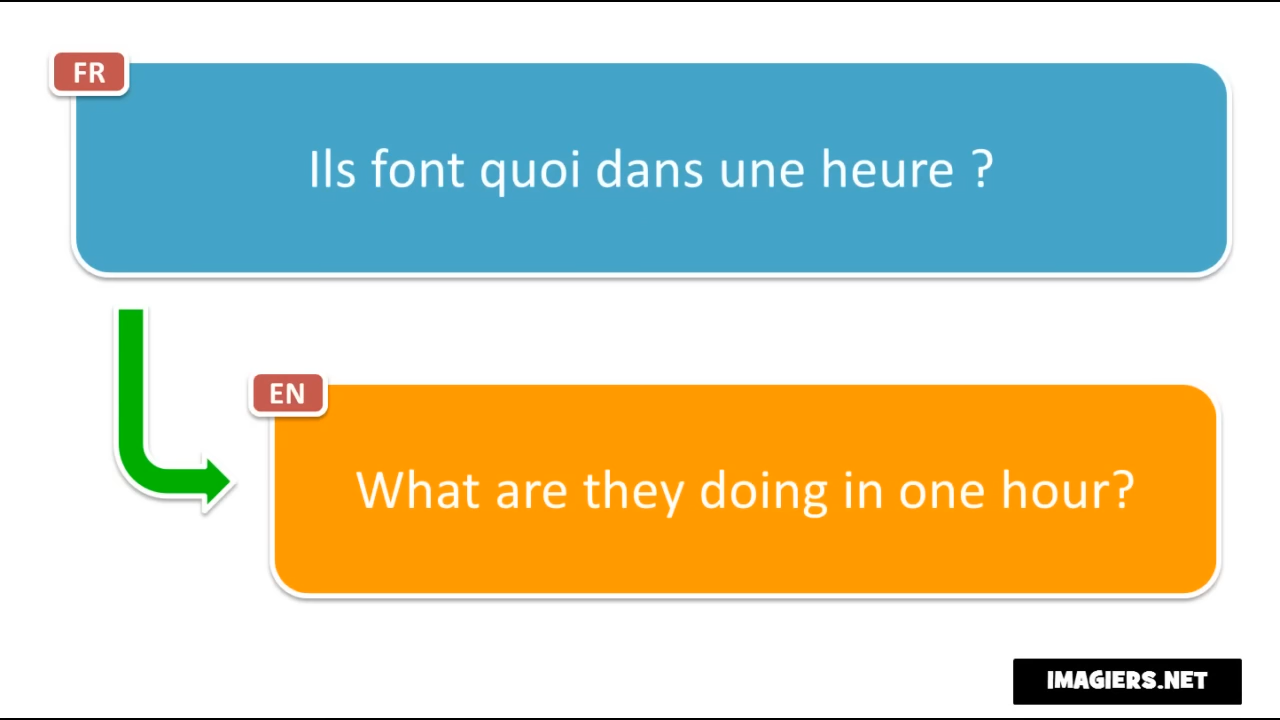 FR
Ils font quoi dans une heure ?
EN
What are they doing in one hour?
IMAGIERS.NET